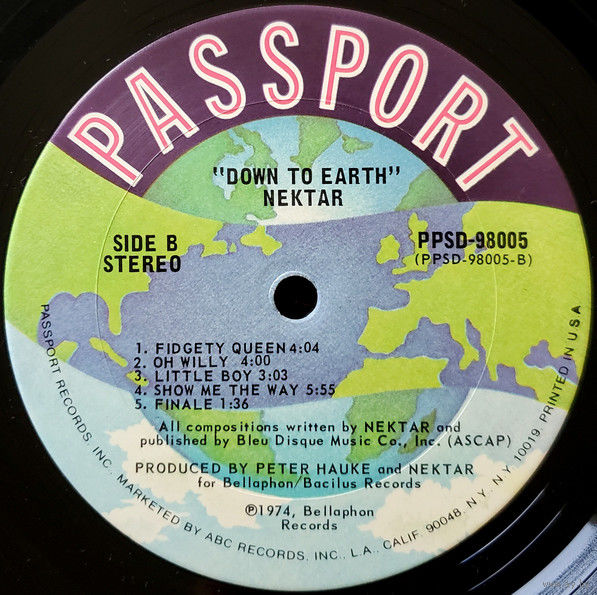 PASSPORT
"DOWN TO EARTH"
NEKTAR
SIDE B
STEREO
PPSD-98005
(PPSD-98005-B)
1. FIDGETY QUEEN 4:04
2. OH WILLY 4:00
3. LITTLE BOY 3:03
4. SHOW ME THE WAY 5:55
5. FINALE 1:36
All compositions written by NEKTAR and
published by Bleu Disque Music Co., Inc. (ASCAP)
PRODUCED BY PETER HAUKE and NEKTAR
for Bellaphon/Bacilus Records
℗1974, Bellaphon
Records
PASSPORT RECORDS, INC. MARKETED BY ABC RECORDS, INC., L.A., CALIF. 90048, N.Y., N.Y. 10019 PRINTED IN U S A